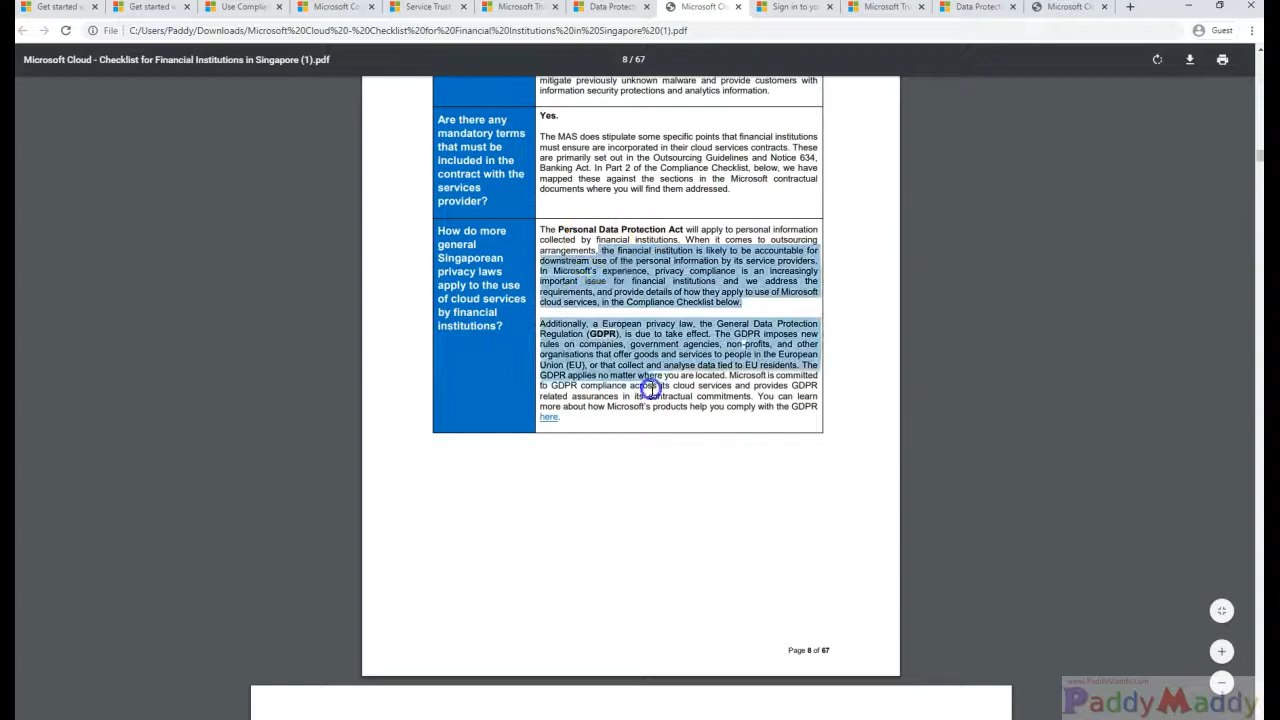 Get started w
Get started w
Use Complian
Microsoft Co
Service Trust
Microsoft Tru
Data Protecti
Microsoft Clo
Sign in to you
Microsoft Tru
Data Protecti
Microsoft Clo
File
C:/Users/Paddy/Downloads/Microsoft%20Cloud%20-%20Checklist%20for%20Financial%20Institutions%20in%20Singapore%20(1).pdf
Guest
Microsoft Cloud - Checklist for Financial Institutions in Singapore (1).pdf
8 / 67
mitigate previously unknown malware and provide customers with
information security protections and analytics information.
Are there any
mandatory terms
that must be
included in the
contract with the
services
provider?
Yes.
The MAS does stipulate some specific points that financial institutions
must ensure are incorporated in their cloud services contracts. These
are primarily set out in the Outsourcing Guidelines and Notice 634,
Banking Act. In Part 2 of the Compliance Checklist, below, we have
mapped these against the sections in the Microsoft contractual
documents where you will find them addressed.
How do more
general
Singaporean
privacy laws
apply to the use
of cloud services
by financial
institutions?
The Personal Data Protection Act will apply to personal information
collected by financial institutions. When it comes to outsourcing
arrangements, the financial institution is likely to be accountable for
downstream use of the personal information by its service providers.
In Microsoft's experience, privacy compliance is an increasingly
important issue for financial institutions and we address the
requirements, and provide details of how they apply to use of Microsoft
cloud services, in the Compliance Checklist below.
Additionally, a European privacy law, the General Data Protection
Regulation (GDPR), is due to take effect. The GDPR imposes new
rules on companies, government agencies, non-profits, and other
organisations that offer goods and services to people in the European
Union (EU), or that collect and analyse data tied to EU residents. The
GDPR applies no matter where you are located. Microsoft is committed
to GDPR compliance across its cloud services and provides GDPR
related assurances in its contractual commitments. You can learn
more about how Microsoft's products help you comply with the GDPR
here.
Page 8 of 67
www.PaddyMaddy.com
PaddyMaddy